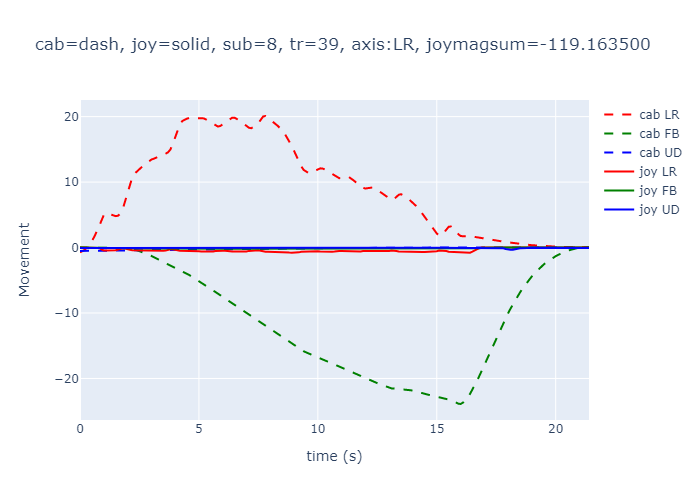 cab=dash, joy=solid, sub=8, tr=39, axis:LR, joymagsum=-119.163500
20
10
0
−10
−20
Movement
0
5
10
15
20
time (s)
cab LR
cab FB
cab UD
joy LR
joy FB
joy UD